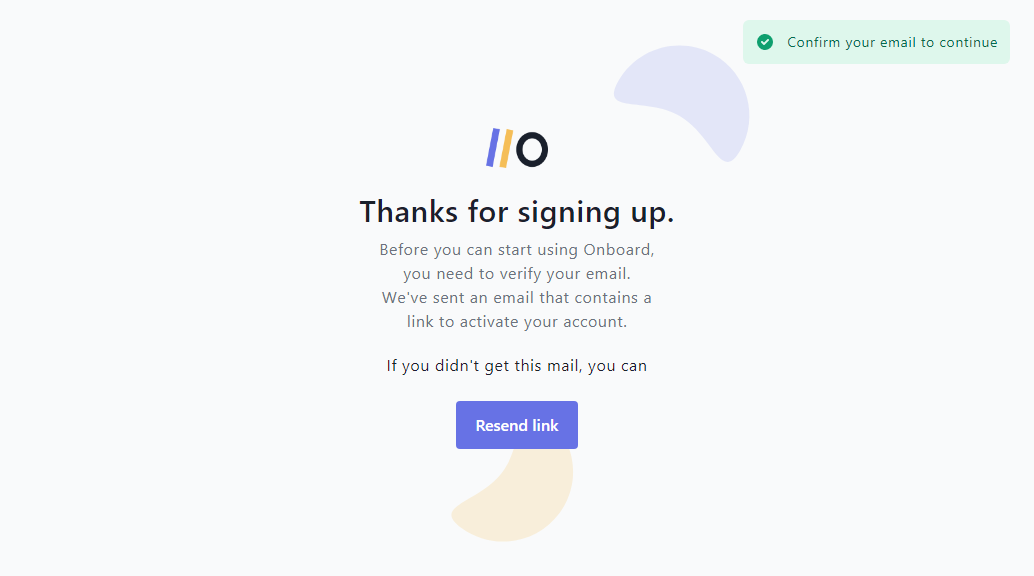 Confirm your email to continue
Thanks for signing up.
Before you can start using Onboard,
you need to verify your email.
We've sent an email that contains a
link to activate your account.
If you didn't get this mail, you can
Resend link